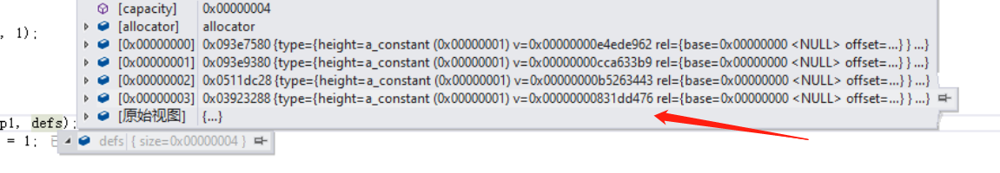 [capacity] 0x00000004
, 1);
[allocator] allocator
[0x00000000] 0x093e7580 {type={height=a_constant (0x00000001) v=0x00000000e4ede962 rel={base=0x00000000 <NULL> offset=...} } ...}
[0x00000001] 0x093e9380 {type={height=a_constant (0x00000001) v=0x00000000cca633b9 rel={base=0x00000000 <NULL> offset=...} } ...}
[0x00000002] 0x0511dc28 {type={height=a_constant (0x00000001) v=0x00000000b5263443 rel={base=0x00000000 <NULL> offset=...} } ...}
[0x00000003] 0x03923288 {type={height=a_constant (0x00000001) v=0x00000000831dd476 rel={base=0x00000000 <NULL> offset=...} } ...}
p1, defs); [原始视图] {...}
= 1; defs { size=0x00000004 }